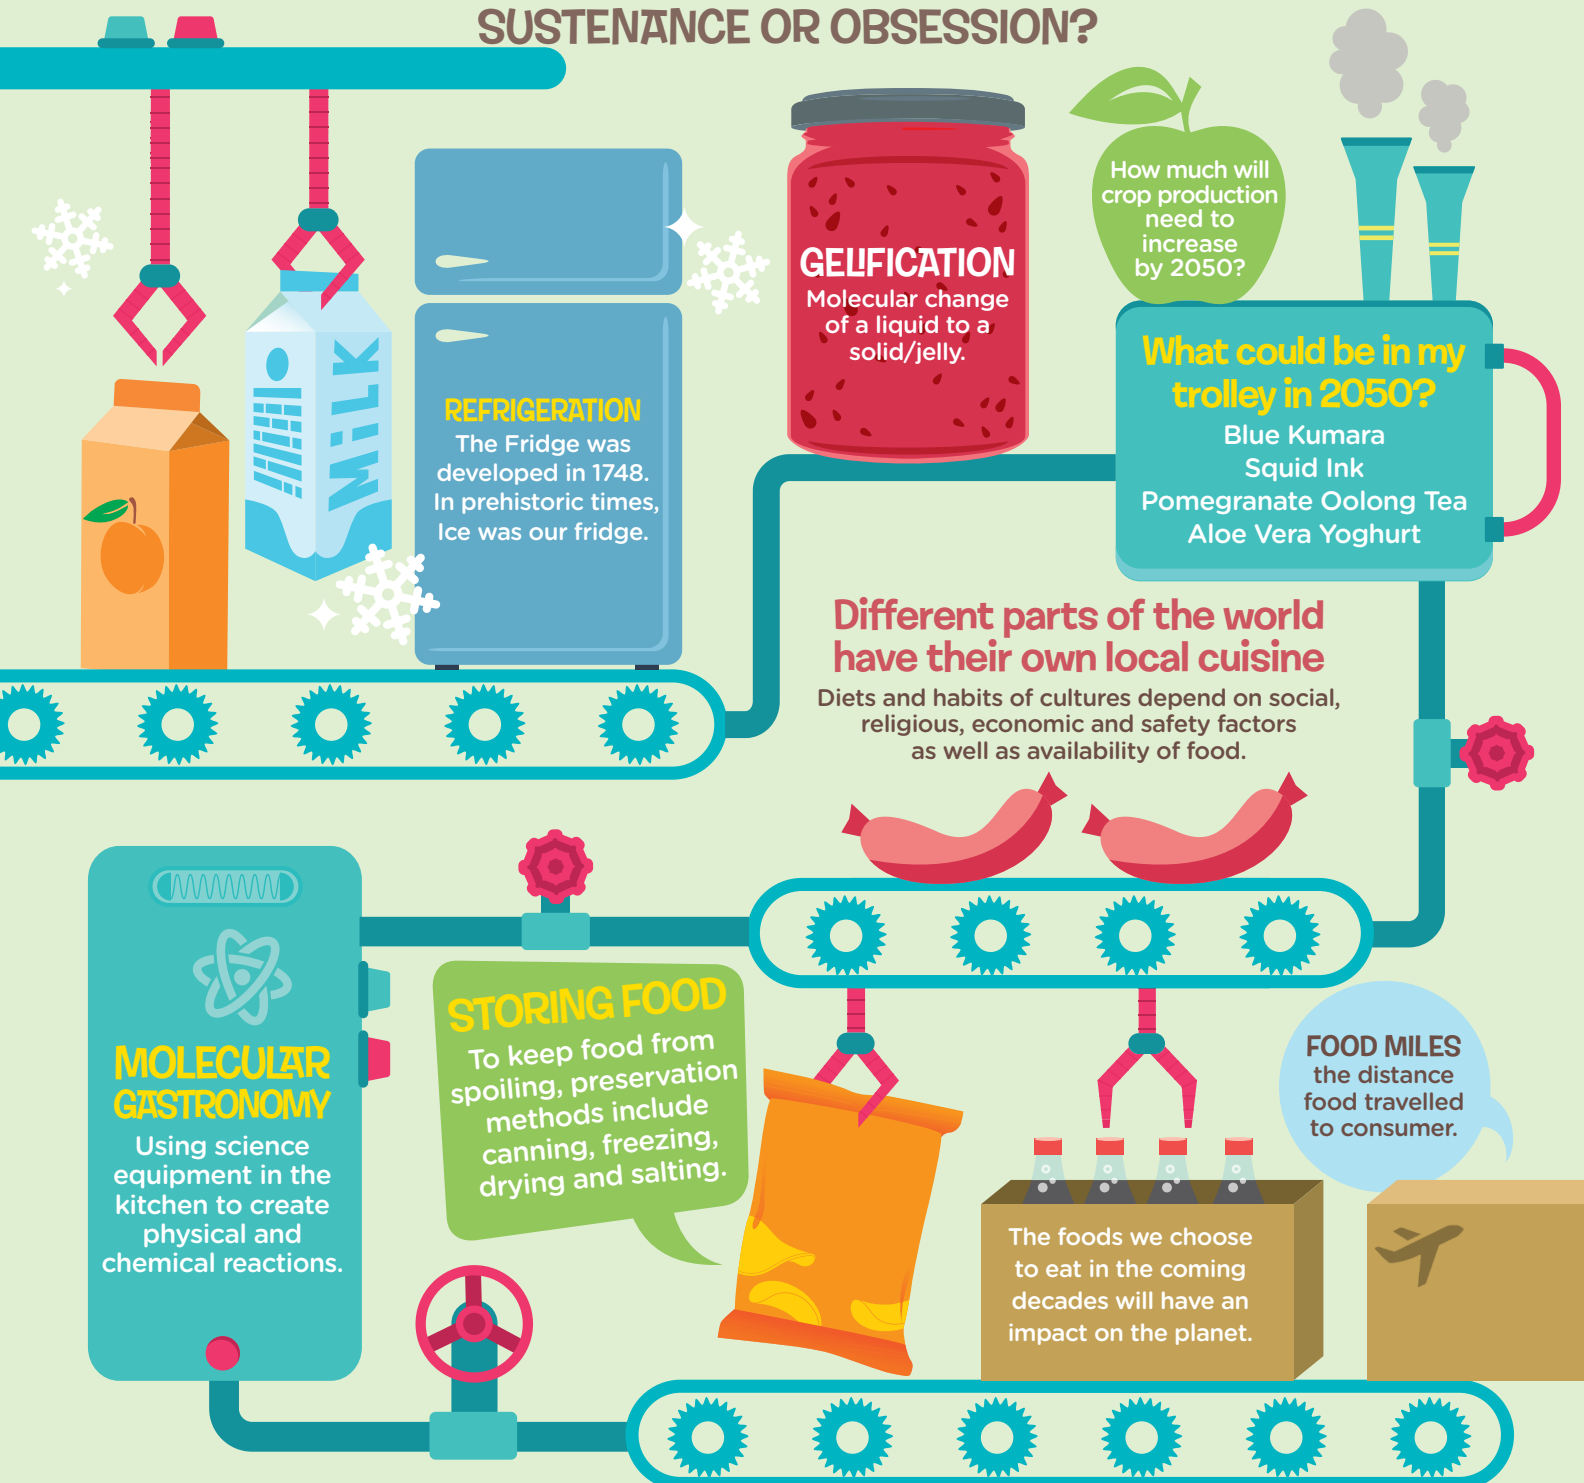 SUSTENANCE OR OBSESSION?
MILK
REFRIGERATION
The Fridge was
developed in 1748.
In prehistoric times,
Ice was our fridge.
GELIFICATION
Molecular change
of a liquid to a
solid/jelly.
How much will
crop production
need to
increase
by 2050?
What could be in my
trolley in 2050?
Blue Kumara
Squid Ink
Pomegranate Oolong Tea
Aloe Vera Yoghurt
Different parts of the world
have their own local cuisine
Diets and habits of cultures depend on social,
religious, economic and safety factors
as well as availability of food.
MOLECULAR
GASTRONOMY
Using science
equipment in the
kitchen to create
physical and
chemical reactions.
STORING FOOD
To keep food from
spoiling, preservation
methods include
canning, freezing,
drying and salting.
FOOD MILES
the distance
food travelled
to consumer.
The foods we choose
to eat in the coming
decades will have an
impact on the planet.